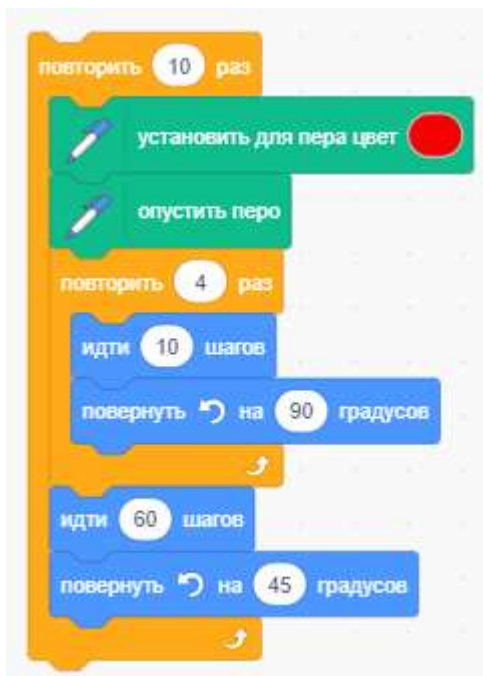 повторить 10 раз
установить для пера цвет
опустить перо
повторить 4 раз
идти 10 шагов
повернуть на 90 градусов
идти 60 шагов
повернуть на 45 градусов